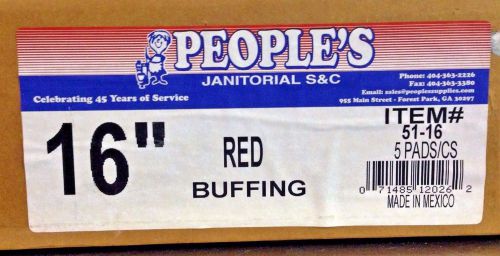 PEOPLE'S
JANITORIAL S&C
Phone: 404-363-2226
Fax: 404-363-3380
Email: sales@peoplessupplies.com
955 Main Street · Forest Park, GA 30297
Celebrating 45 Years of Service
16"
RED
BUFFING
ITEM#
51-16
5 PADS/CS
0 71485 12026 2
MADE IN MEXICO